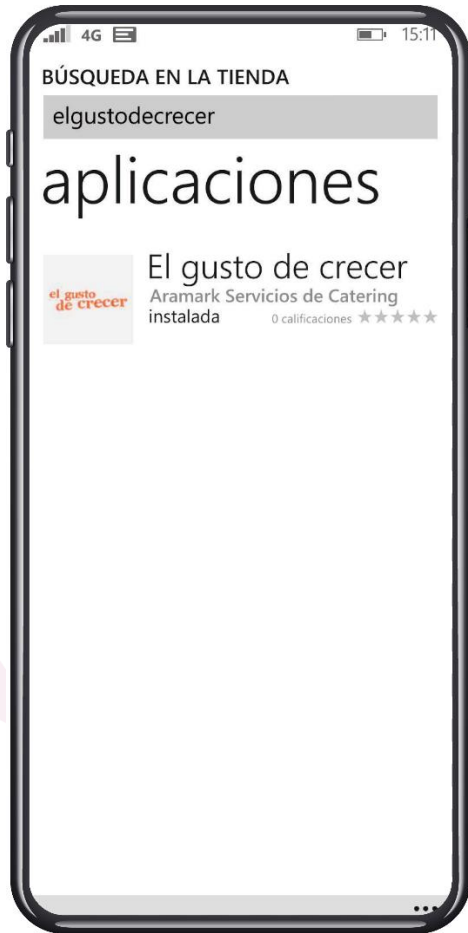 4G 15:11
BÚSQUEDA EN LA TIENDA
elgustodecrecer
aplicaciones
el gusto
de crecer
El gusto de crecer
Aramark Servicios de Catering
instalada 0 calificaciones